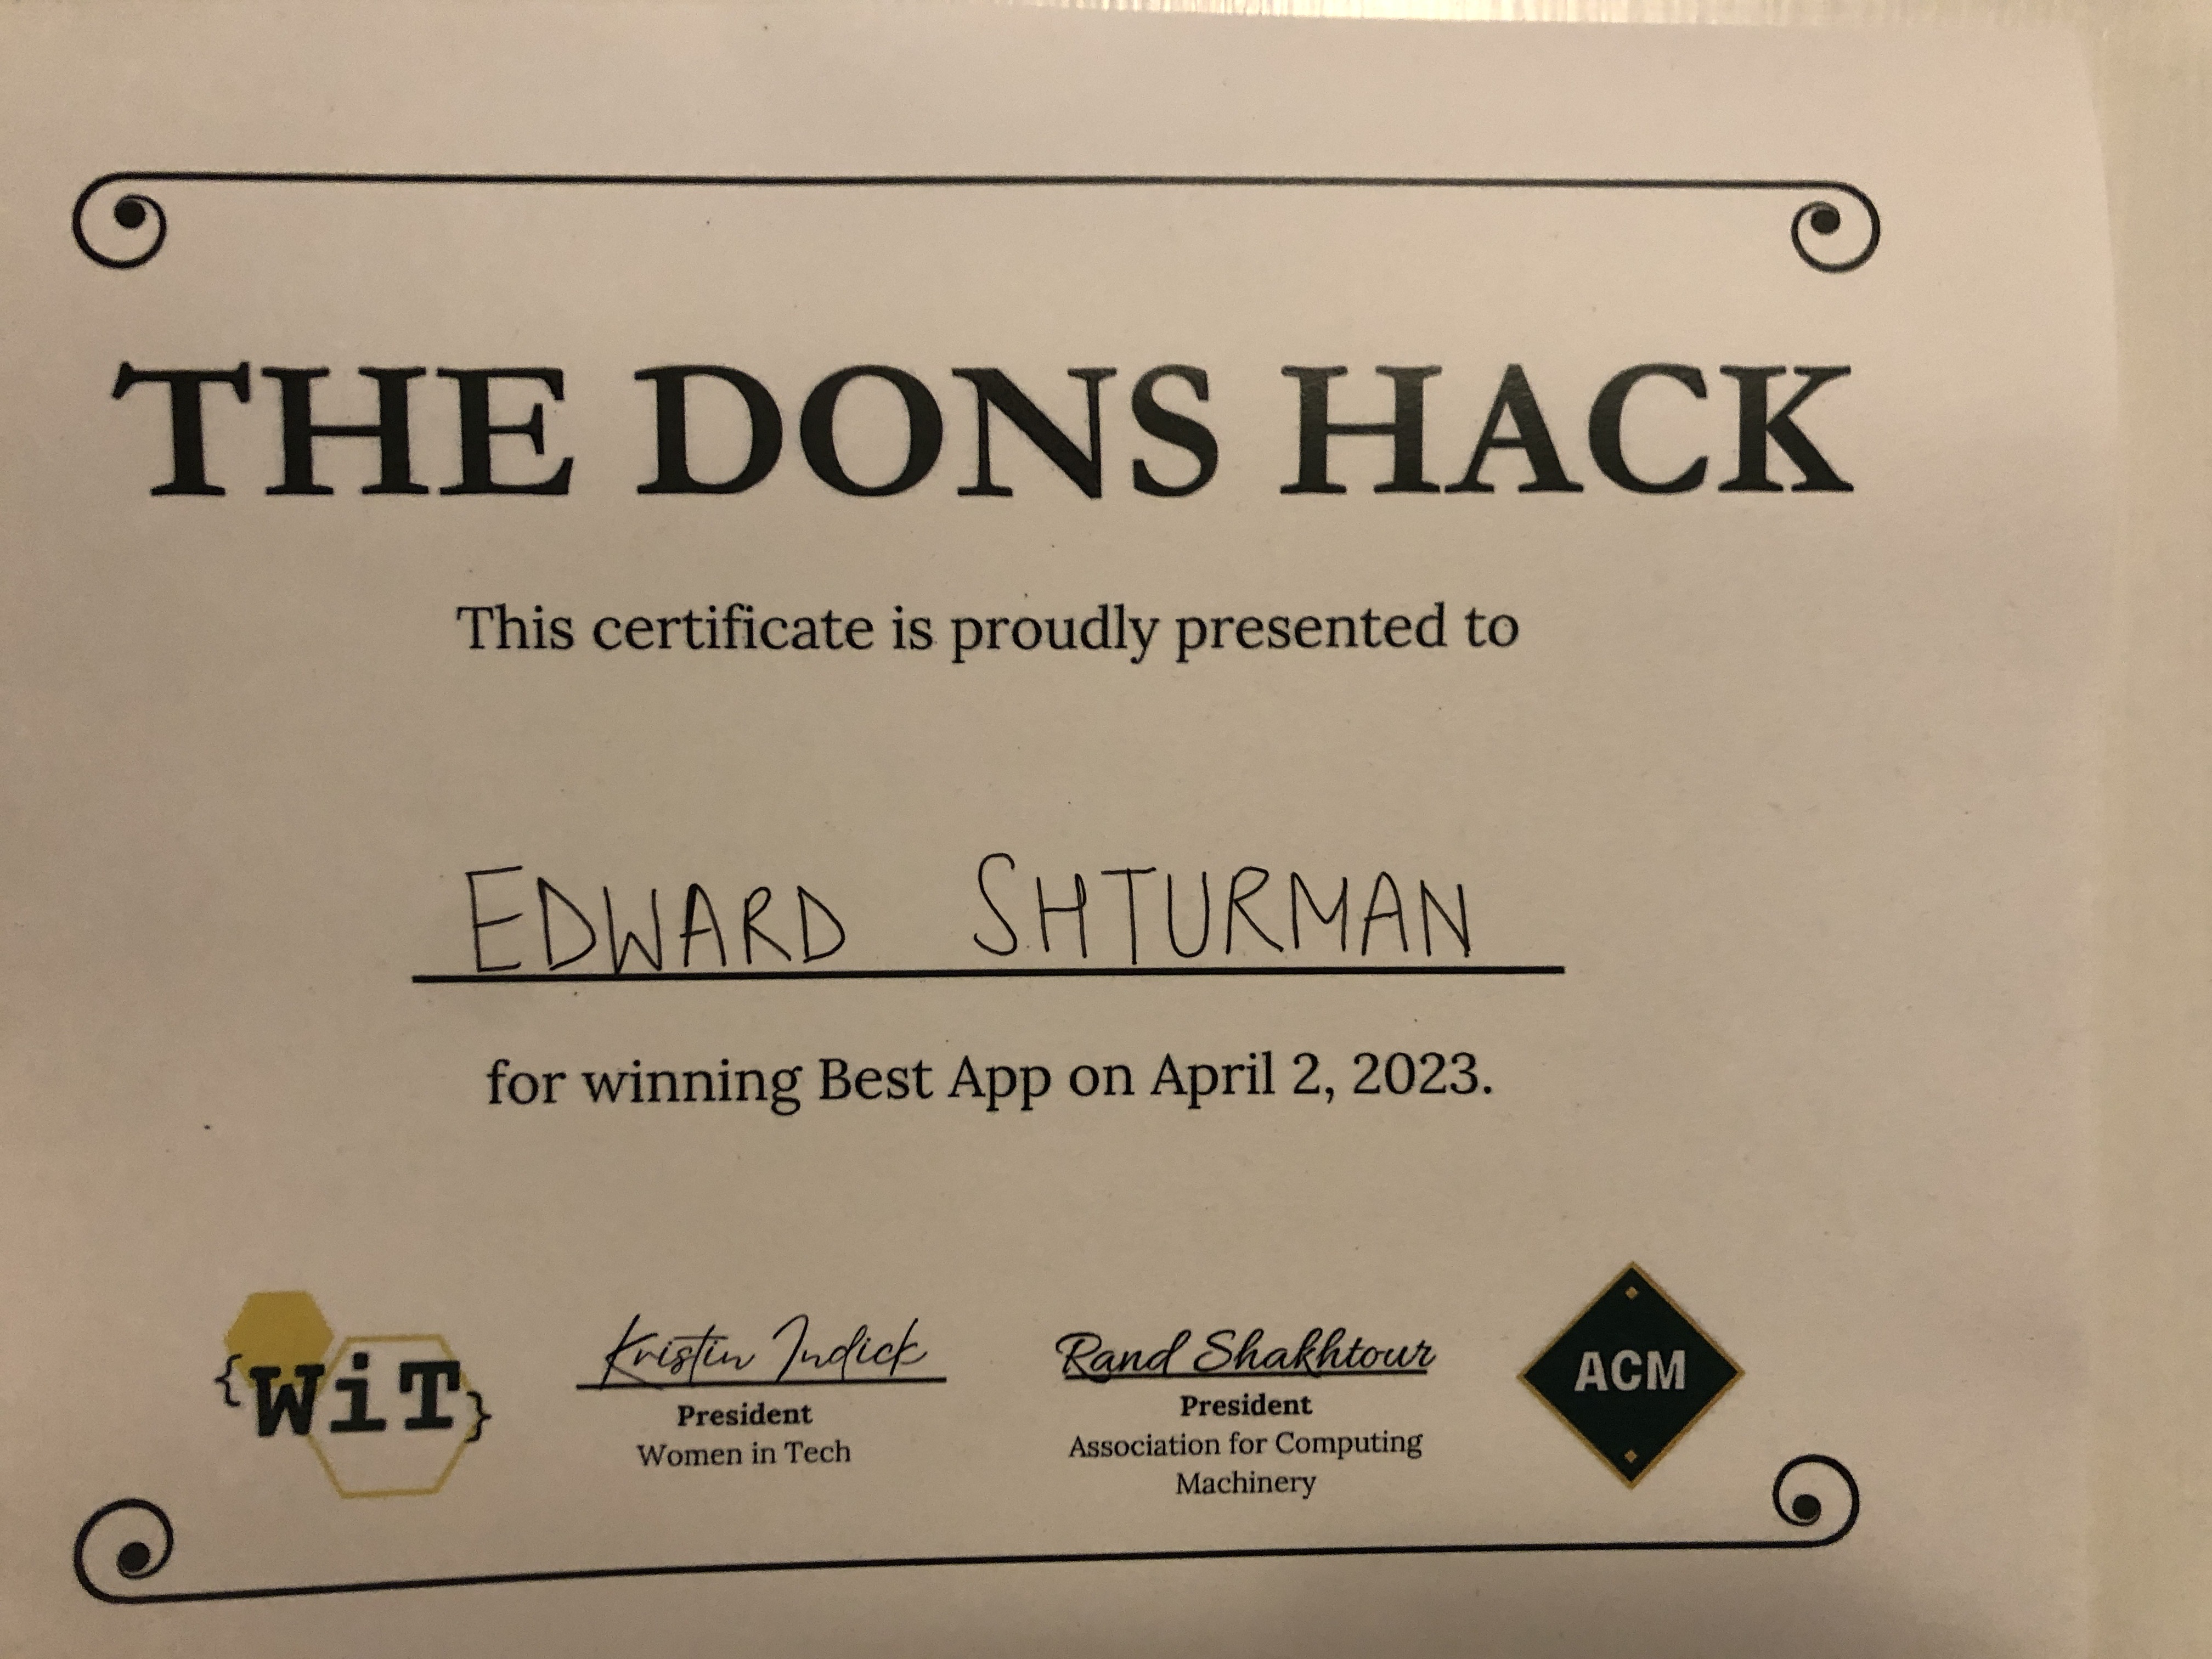 THE DONS HACK
This certificate is proudly presented to
EDWARD SHTURMAN
for winning Best App on April 2, 2023.
{WiT}
Kristin Indick
President
Women in Tech
Rand Shakhtour
President
Association for Computing
Machinery
ACM